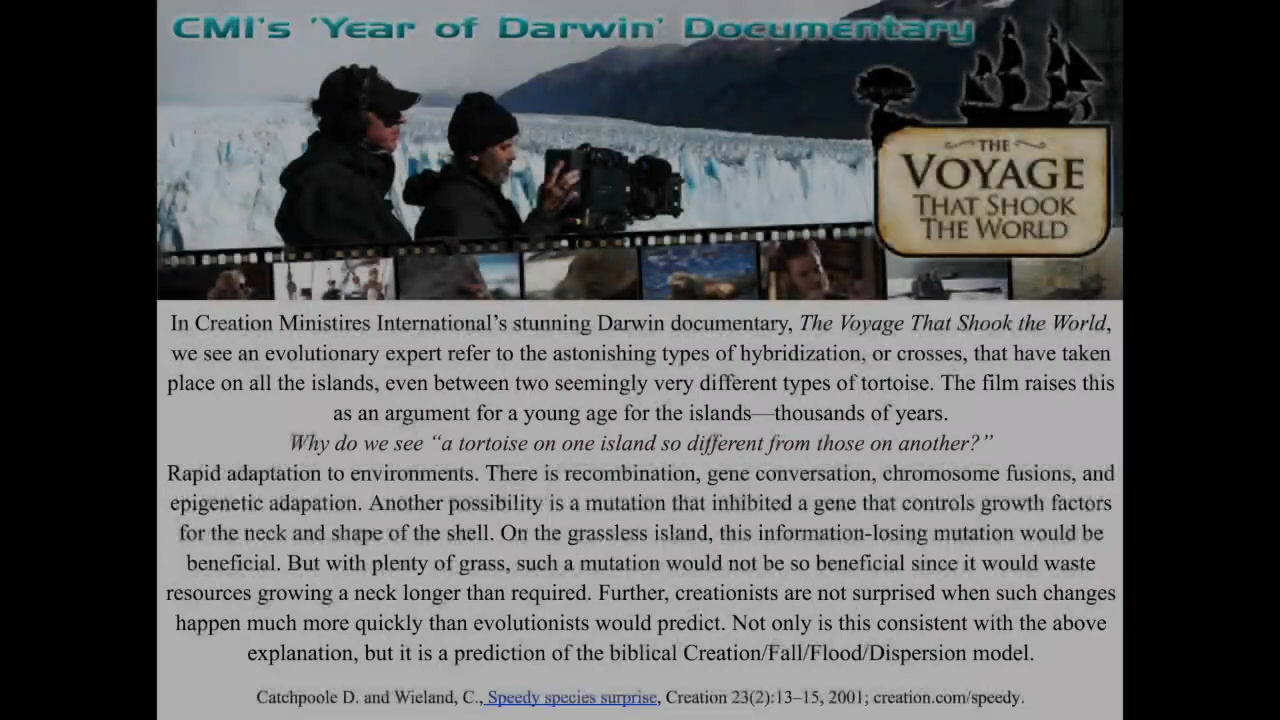 CMI's 'Year of Darwin' Documentary
THE
VOYAGE
THAT SHOOK
THE WORLD
In Creation Ministires International's stunning Darwin documentary, The Voyage That Shook the World,
we see an evolutionary expert refer to the astonishing types of hybridization, or crosses, that have taken
place on all the islands, even between two seemingly very different types of tortoise. The film raises this
as an argument for a young age for the islands—thousands of years.
Why do we see “a tortoise on one island so different from those on another?”
Rapid adaptation to environments. There is recombination, gene conversation, chromosome fusions, and
epigenetic adapation. Another possibility is a mutation that inhibited a gene that controls growth factors
for the neck and shape of the shell. On the grassless island, this information-losing mutation would be
beneficial. But with plenty of grass, such a mutation would not be so beneficial since it would waste
resources growing a neck longer than required. Further, creationists are not surprised when such changes
happen much more quickly than evolutionists would predict. Not only is this consistent with the above
explanation, but it is a prediction of the biblical Creation/Fall/Flood/Dispersion model.
Catchpoole D. and Wieland, C., Speedy species surprise, Creation 23(2):13–15, 2001; creation.com/speedy.